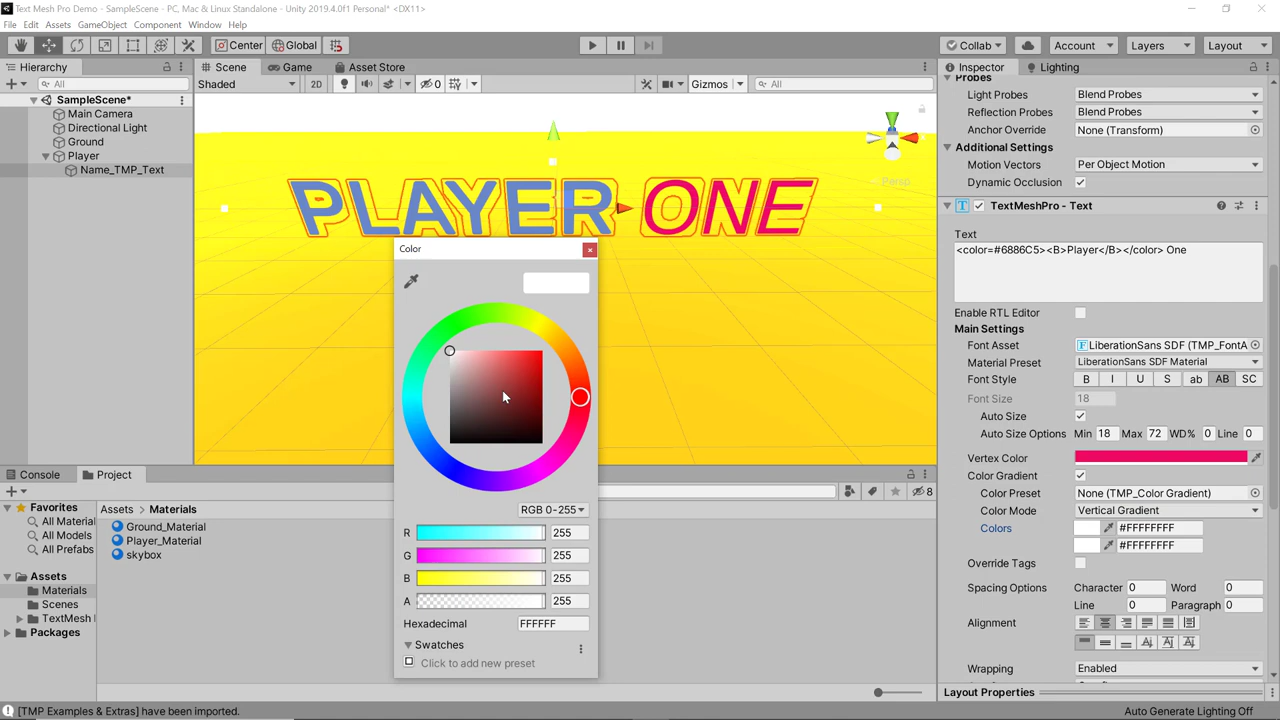 Text Mesh Pro Demo - SampleScene - PC, Mac & Linux Standalone - Unity 2019.4.0f1 Personal* <DX11>
File Edit Assets GameObject Component Window Help
Center Global Collab Account Layers Layout
Hierarchy Scene Game Asset Store Inspector Lighting
All Shaded 2D 0 Gizmos All
SampleScene*
Main Camera
Directional Light
Ground
Player
Name_TMP_Text
Persp
PLAYER ONE
Probes
Light Probes Blend Probes
Reflection Probes Blend Probes
Anchor Override None (Transform)
Additional Settings
Motion Vectors Per Object Motion
Dynamic Occlusion
TextMeshPro - Text
Text
<color=#6886C5><B>Player</B></color> One
Enable RTL Editor
Main Settings
Font Asset LiberationSans SDF (TMP_FontA
Material Preset LiberationSans SDF Material
Font Style B I U S ab AB SC
Font Size 18
Auto Size
Auto Size Options Min 18 Max 72 WD% 0 Line 0
Vertex Color
Color Gradient
Color Preset None (TMP_Color Gradient)
Color Mode Vertical Gradient
Colors #FFFFFFFF
#FFFFFFFF
Override Tags
Spacing Options Character 0 Word 0
Line 0 Paragraph 0
Alignment
Wrapping Enabled
Layout Properties
Color
RGB 0-255
R 255
G 255
B 255
A 255
Hexadecimal FFFFFF
Swatches
Click to add new preset
Console Project
8
Favorites
All Material
All Models
All Prefabs
Assets
Materials
Scenes
TextMesh
Packages
Assets > Materials
Ground_Material
Player_Material
skybox
[TMP Examples & Extras] have been imported.
Auto Generate Lighting Off